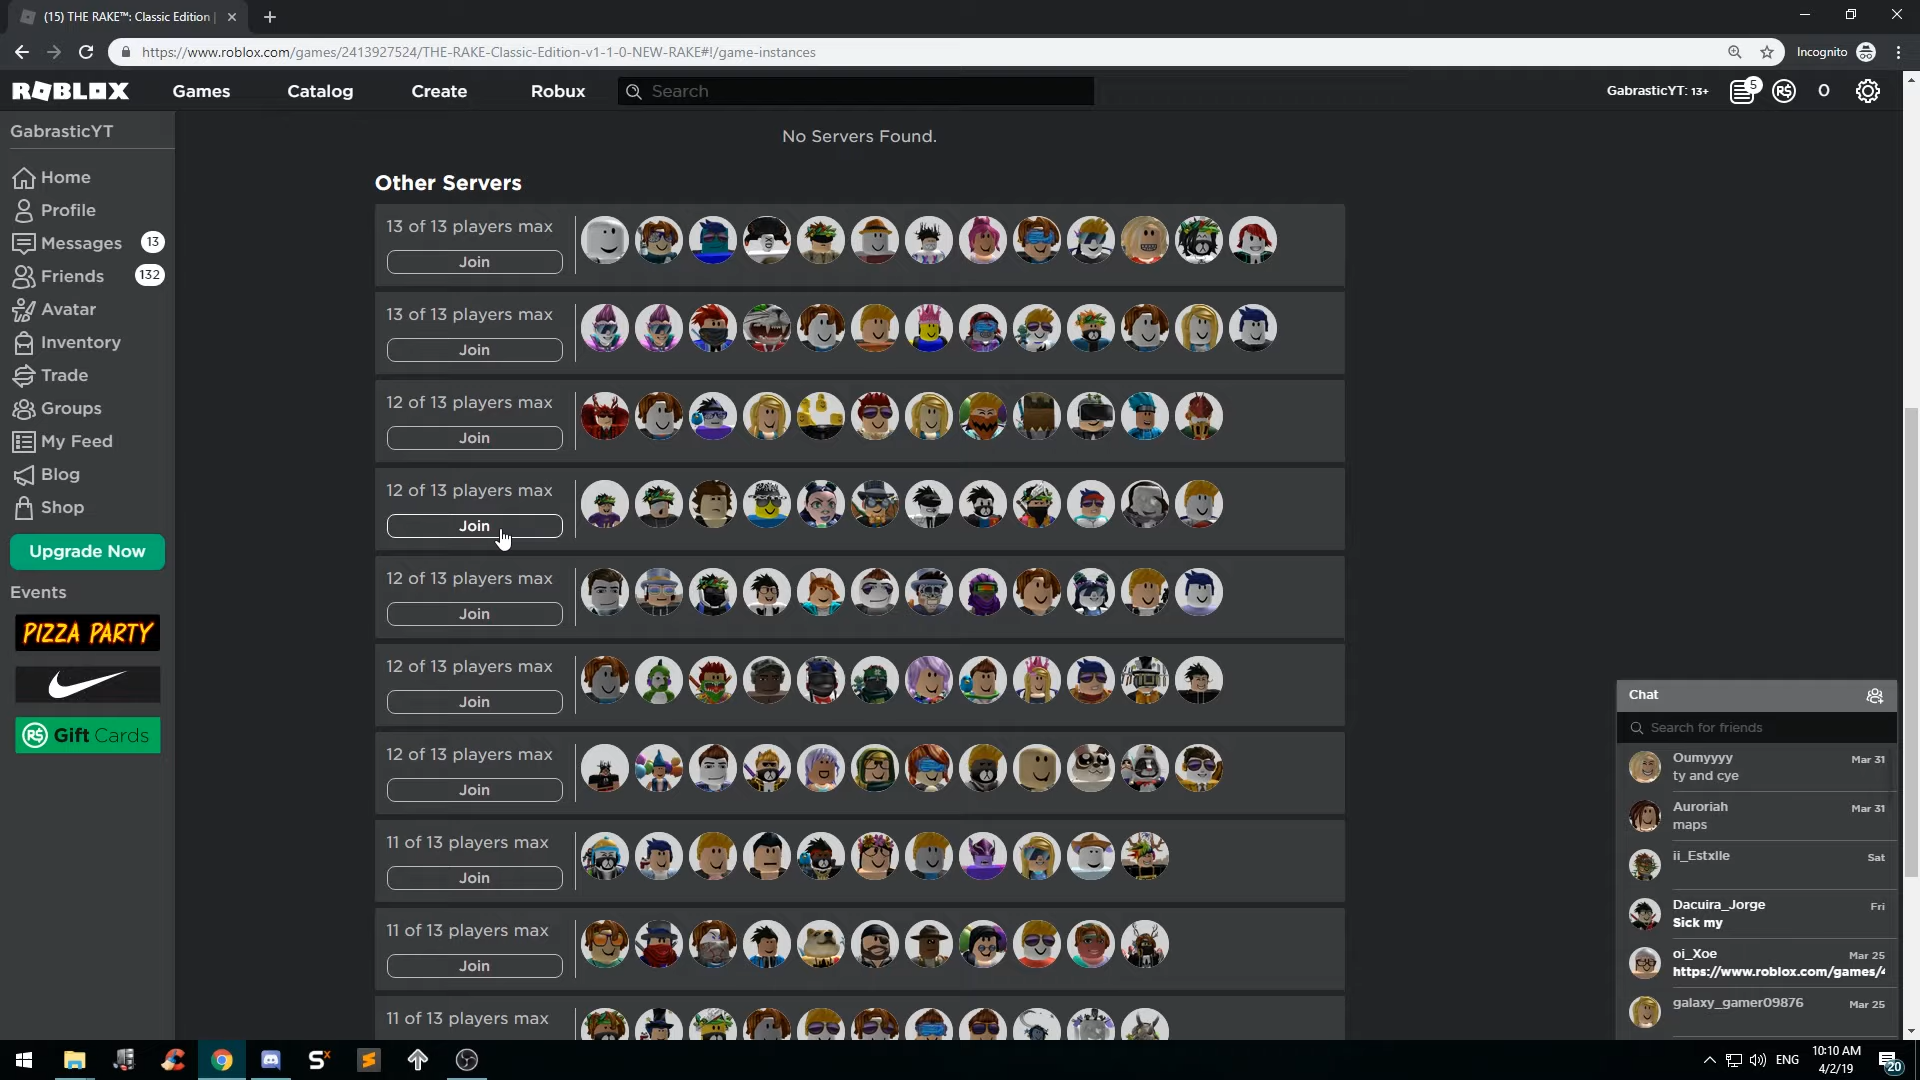 (15) THE RAKE™: Classic Edition |
https://www.roblox.com/games/2413927524/THE-RAKE-Classic-Edition-v1-1-0-NEW-RAKE#!/game-instances
Incognito
ROBLOX
Games
Catalog
Create
Robux
Search
GabrasticYT: 13+
5
R$
0
GabrasticYT
Home
Profile
Messages 13
Friends 132
Avatar
Inventory
Trade
Groups
My Feed
Blog
Shop
Upgrade Now
Events
PIZZA PARTY
R$ Gift Cards
No Servers Found.
Other Servers
13 of 13 players max
Join
13 of 13 players max
Join
12 of 13 players max
Join
12 of 13 players max
Join
12 of 13 players max
Join
12 of 13 players max
Join
12 of 13 players max
Join
11 of 13 players max
Join
11 of 13 players max
Join
11 of 13 players max
Chat
Search for friends
Oumyyyy Mar 31
ty and cye
Auroriah Mar 31
maps
ii_Estxlle Sat
Dacuira_Jorge Fri
Sick my
oi_Xoe Mar 25
https://www.roblox.com/games/
galaxy_gamer09876 Mar 25
ENG
10:10 AM
4/2/19
20